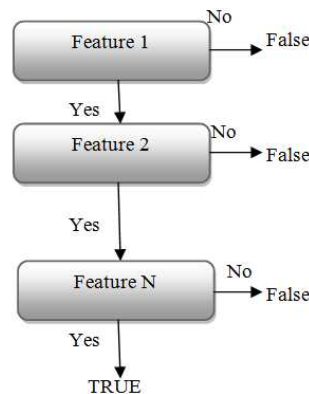 No
Feature 1
False
Yes
No
Feature 2
False
Yes
No
Feature N
False
Yes
TRUE